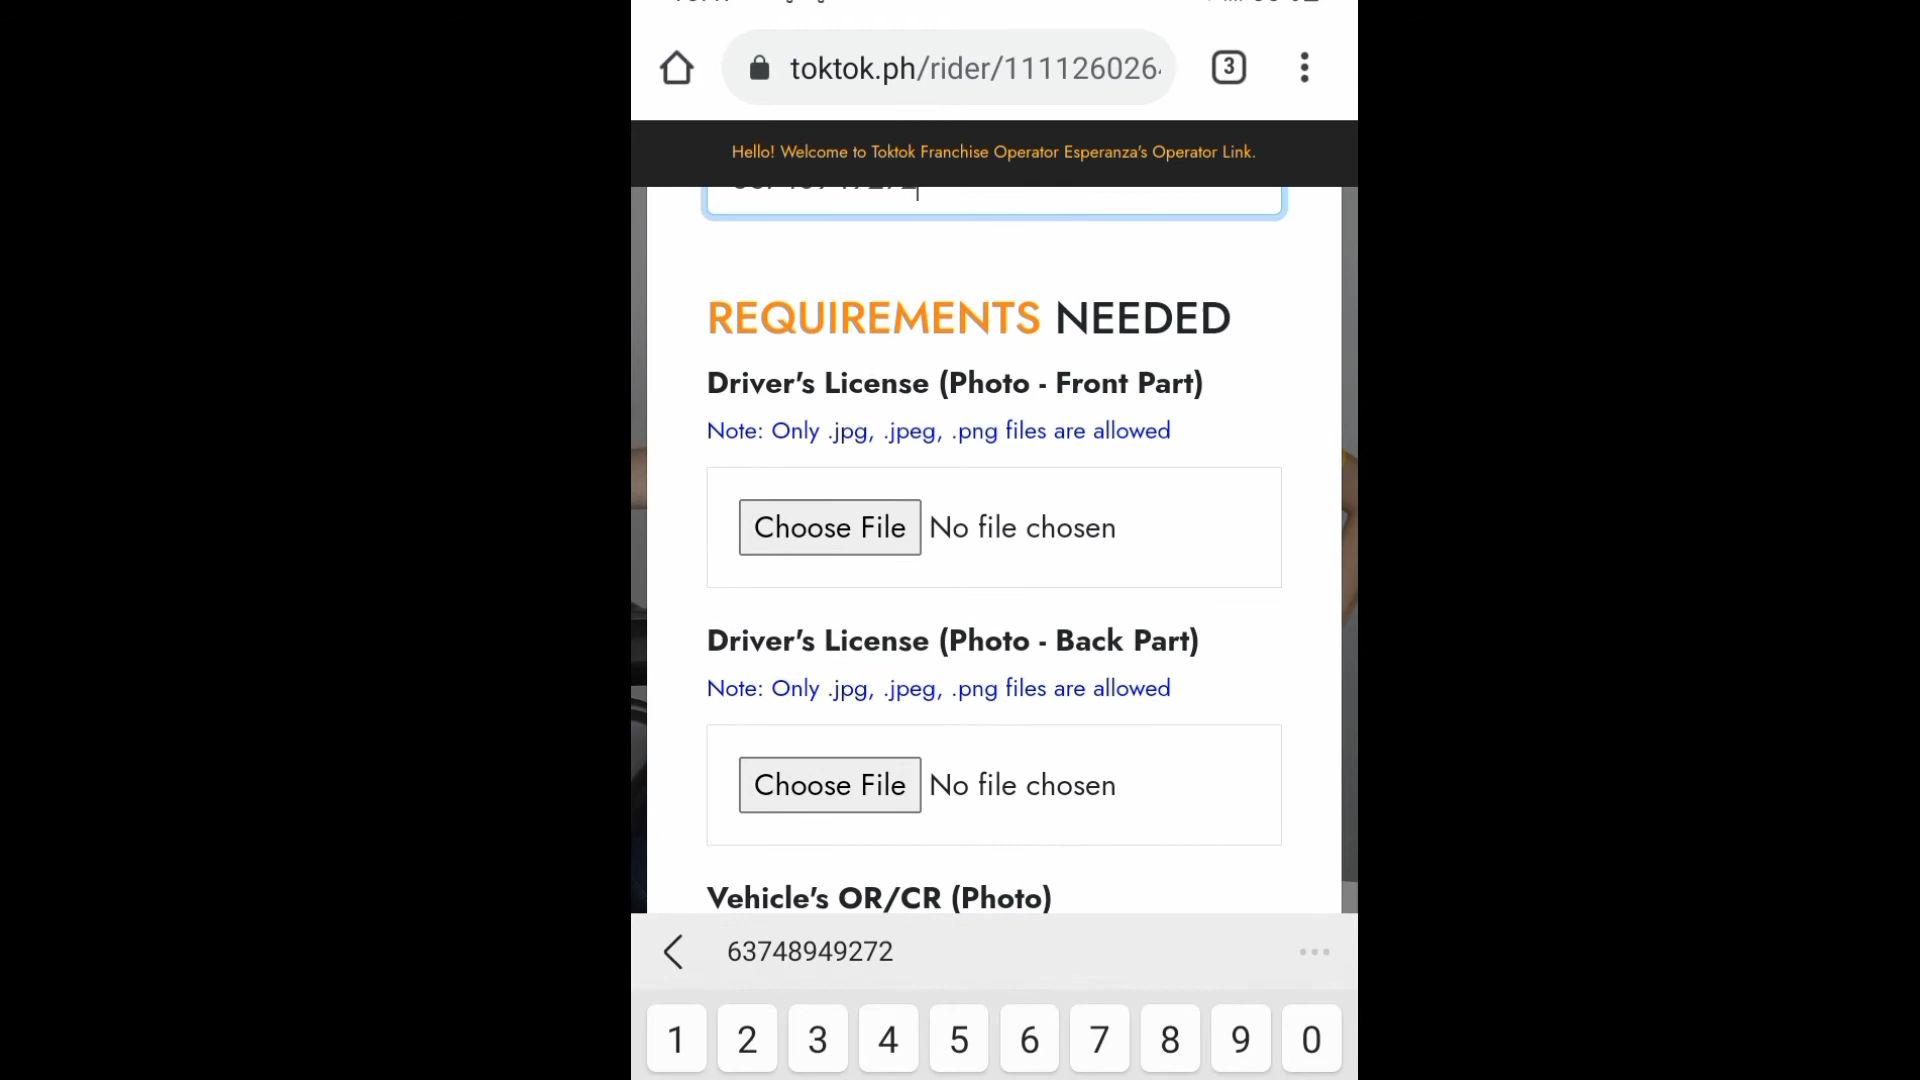 toktok.ph/rider/111126026
3
Hello! Welcome to Toktok Franchise Operator Esperanza's Operator Link.
REQUIREMENTS NEEDED
Driver's License (Photo - Front Part)
Note: Only .jpg, .jpeg, .png files are allowed
Choose File No file chosen
Driver's License (Photo - Back Part)
Note: Only .jpg, .jpeg, .png files are allowed
Choose File No file chosen
Vehicle's OR/CR (Photo)
63748949272
1 2 3 4 5 6 7 8 9 0